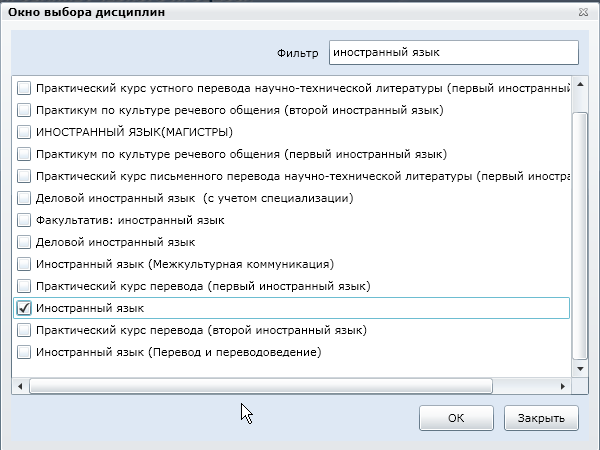 Окно выбора дисциплин
Фильтр иностранный язык
Практический курс устного перевода научно-технической литературы (первый иностранный
Практикум по культуре речевого общения (второй иностранный язык)
ИНОСТРАННЫЙ ЯЗЫК(МАГИСТРЫ)
Практикум по культуре речевого общения (первый иностранный язык)
Практический курс письменного перевода научно-технической литературы (первый иностра
Деловой иностранный язык (с учетом специализации)
Факультатив: иностранный язык
Деловой иностранный язык
Иностранный язык (Межкультурная коммуникация)
Практический курс перевода (первый иностранный язык)
Иностранный язык
Практический курс перевода (второй иностранный язык)
Иностранный язык (Перевод и переводоведение)
ОК Закрыть